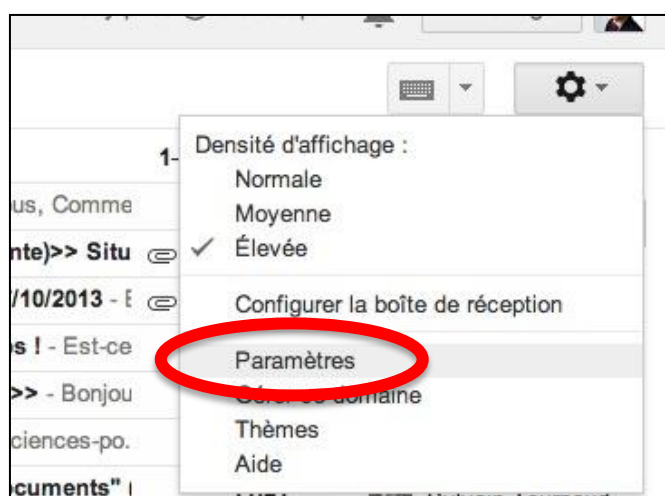 1-
Densité d'affichage :
Normale
us, Comme
Moyenne
nte)>> Situ
✓ Élevée
/10/2013 -
Configurer la boîte de réception
s ! - Est-ce
Paramètres
>> - Bonjou
Gérer ce domaine
ciences-po.
Thèmes
Aide
cuments"